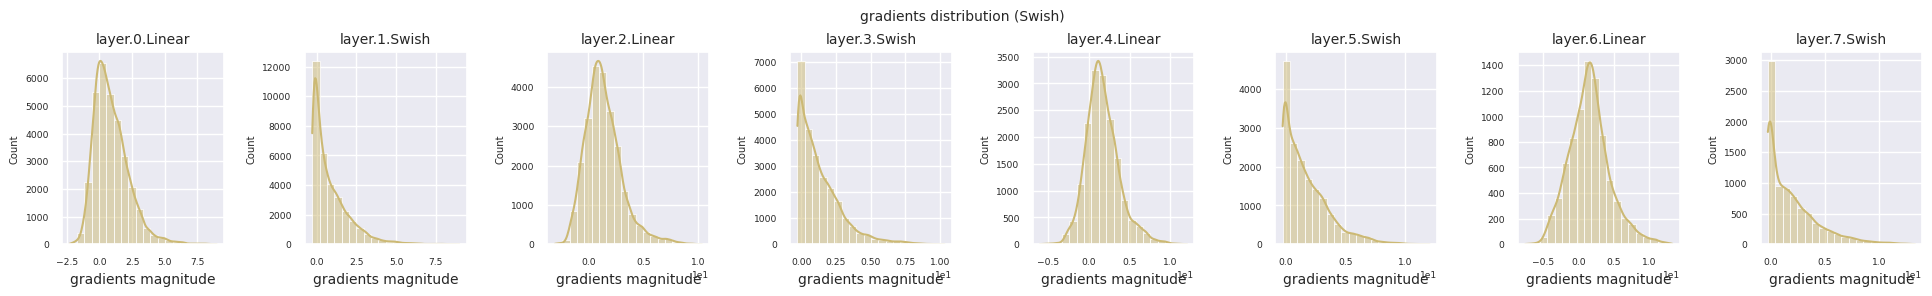 gradients distribution (Swish)
layer.0.Linear
Count
6000
5000
4000
3000
2000
1000
0
−2.5 0.0 2.5 5.0 7.5
gradients magnitude
layer.1.Swish
Count
12000
10000
8000
6000
4000
2000
0
0.0 2.5 5.0 7.5
gradients magnitude
layer.2.Linear
Count
4000
3000
2000
1000
0
0.0 0.5 1.0
1e1
gradients magnitude
layer.3.Swish
Count
7000
6000
5000
4000
3000
2000
1000
0
0.00 0.25 0.50 0.75 1.00
1e1
gradients magnitude
layer.4.Linear
Count
3500
3000
2500
2000
1500
1000
500
0
−0.5 0.0 0.5 1.0
1e1
gradients magnitude
layer.5.Swish
Count
4000
3000
2000
1000
0
0.0 0.5 1.0
1e1
gradients magnitude
layer.6.Linear
Count
1400
1200
1000
800
600
400
200
0
−0.5 0.0 0.5 1.0
1e1
gradients magnitude
layer.7.Swish
Count
3000
2500
2000
1500
1000
500
0
0.0 0.5 1.0
1e1
gradients magnitude